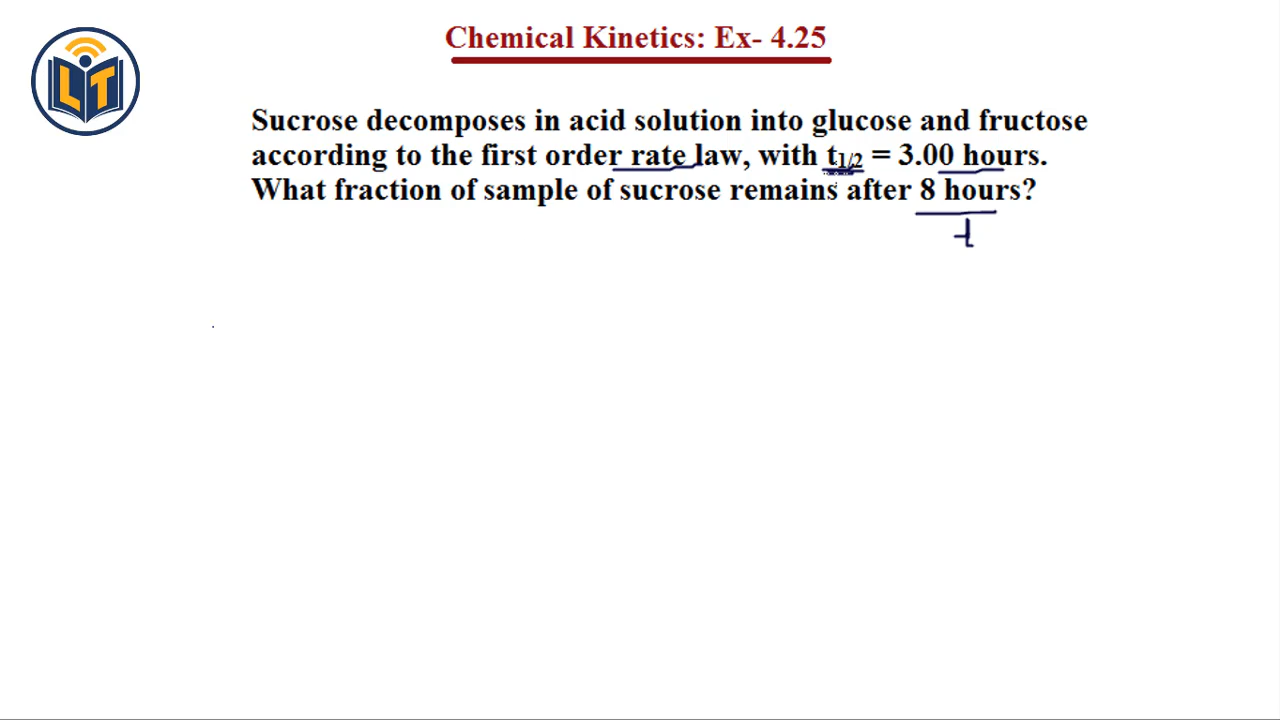 LT
Chemical Kinetics: Ex- 4.25
Sucrose decomposes in acid solution into glucose and fructose
according to the first order rate law, with t1/2 = 3.00 hours.
What fraction of sample of sucrose remains after 8 hours?
t